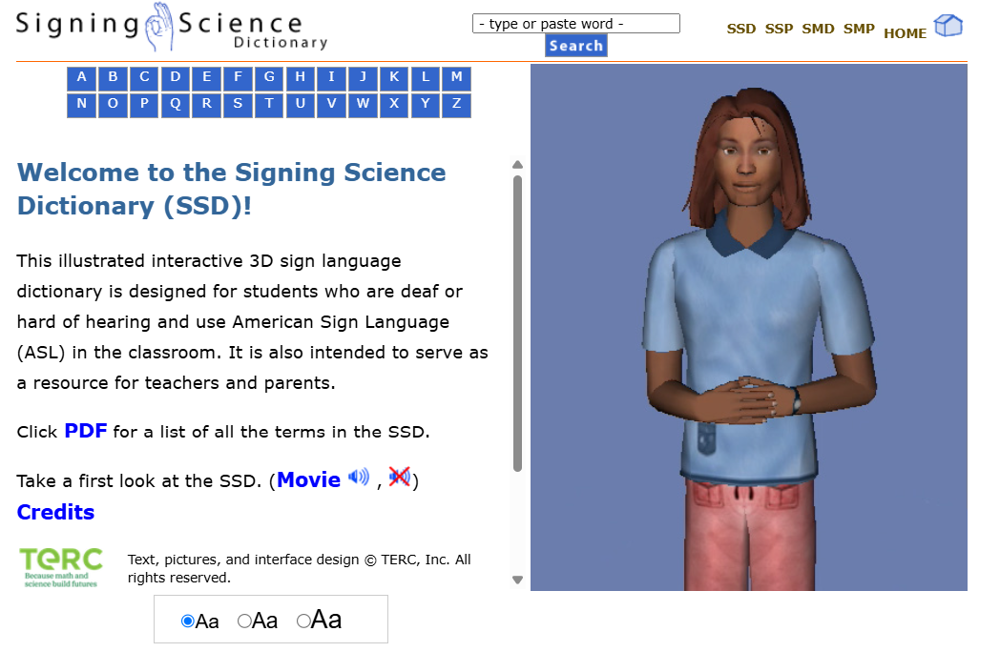 Signing Science
Dictionary
- type or paste word -
Search
SSD SSP SMD SMP HOME
A B C D E F G H I J K L M
N O P Q R S T U V W X Y Z
Welcome to the Signing Science
Dictionary (SSD)!
This illustrated interactive 3D sign language
dictionary is designed for students who are deaf or
hard of hearing and use American Sign Language
(ASL) in the classroom. It is also intended to serve as
a resource for teachers and parents.
Click PDF for a list of all the terms in the SSD.
Take a first look at the SSD. (Movie , )
Credits
TERC
Because math and
science build futures
Text, pictures, and interface design © TERC, Inc. All
rights reserved.
Aa Aa Aa